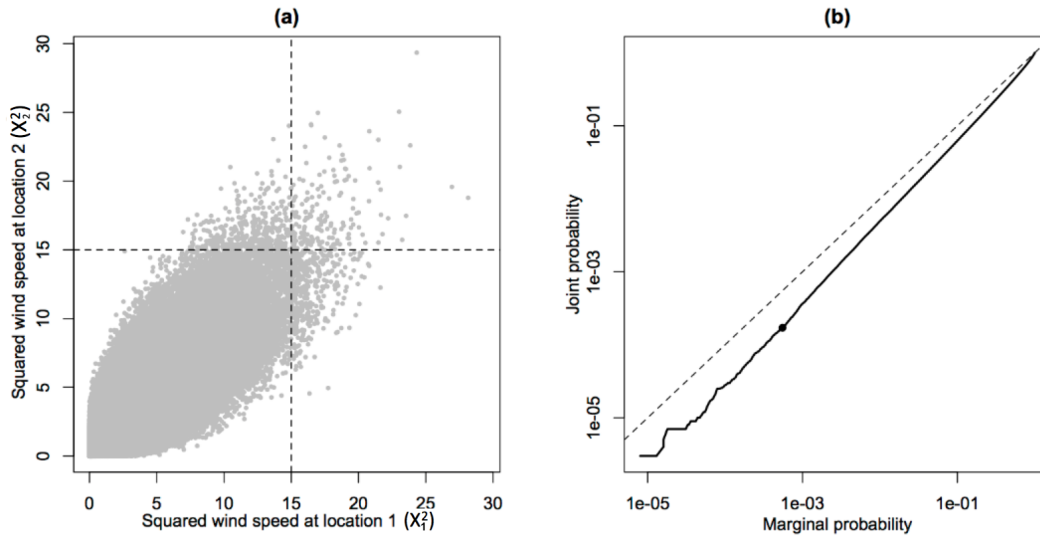 (a)
Squared wind speed at location 2 (X₂²)
30
25
20
15
10
5
0
0 5 10 15 20 25 30
Squared wind speed at location 1 (X₁²)
(b)
Joint probability
1e-01
1e-03
1e-05
1e-05 1e-03 1e-01
Marginal probability